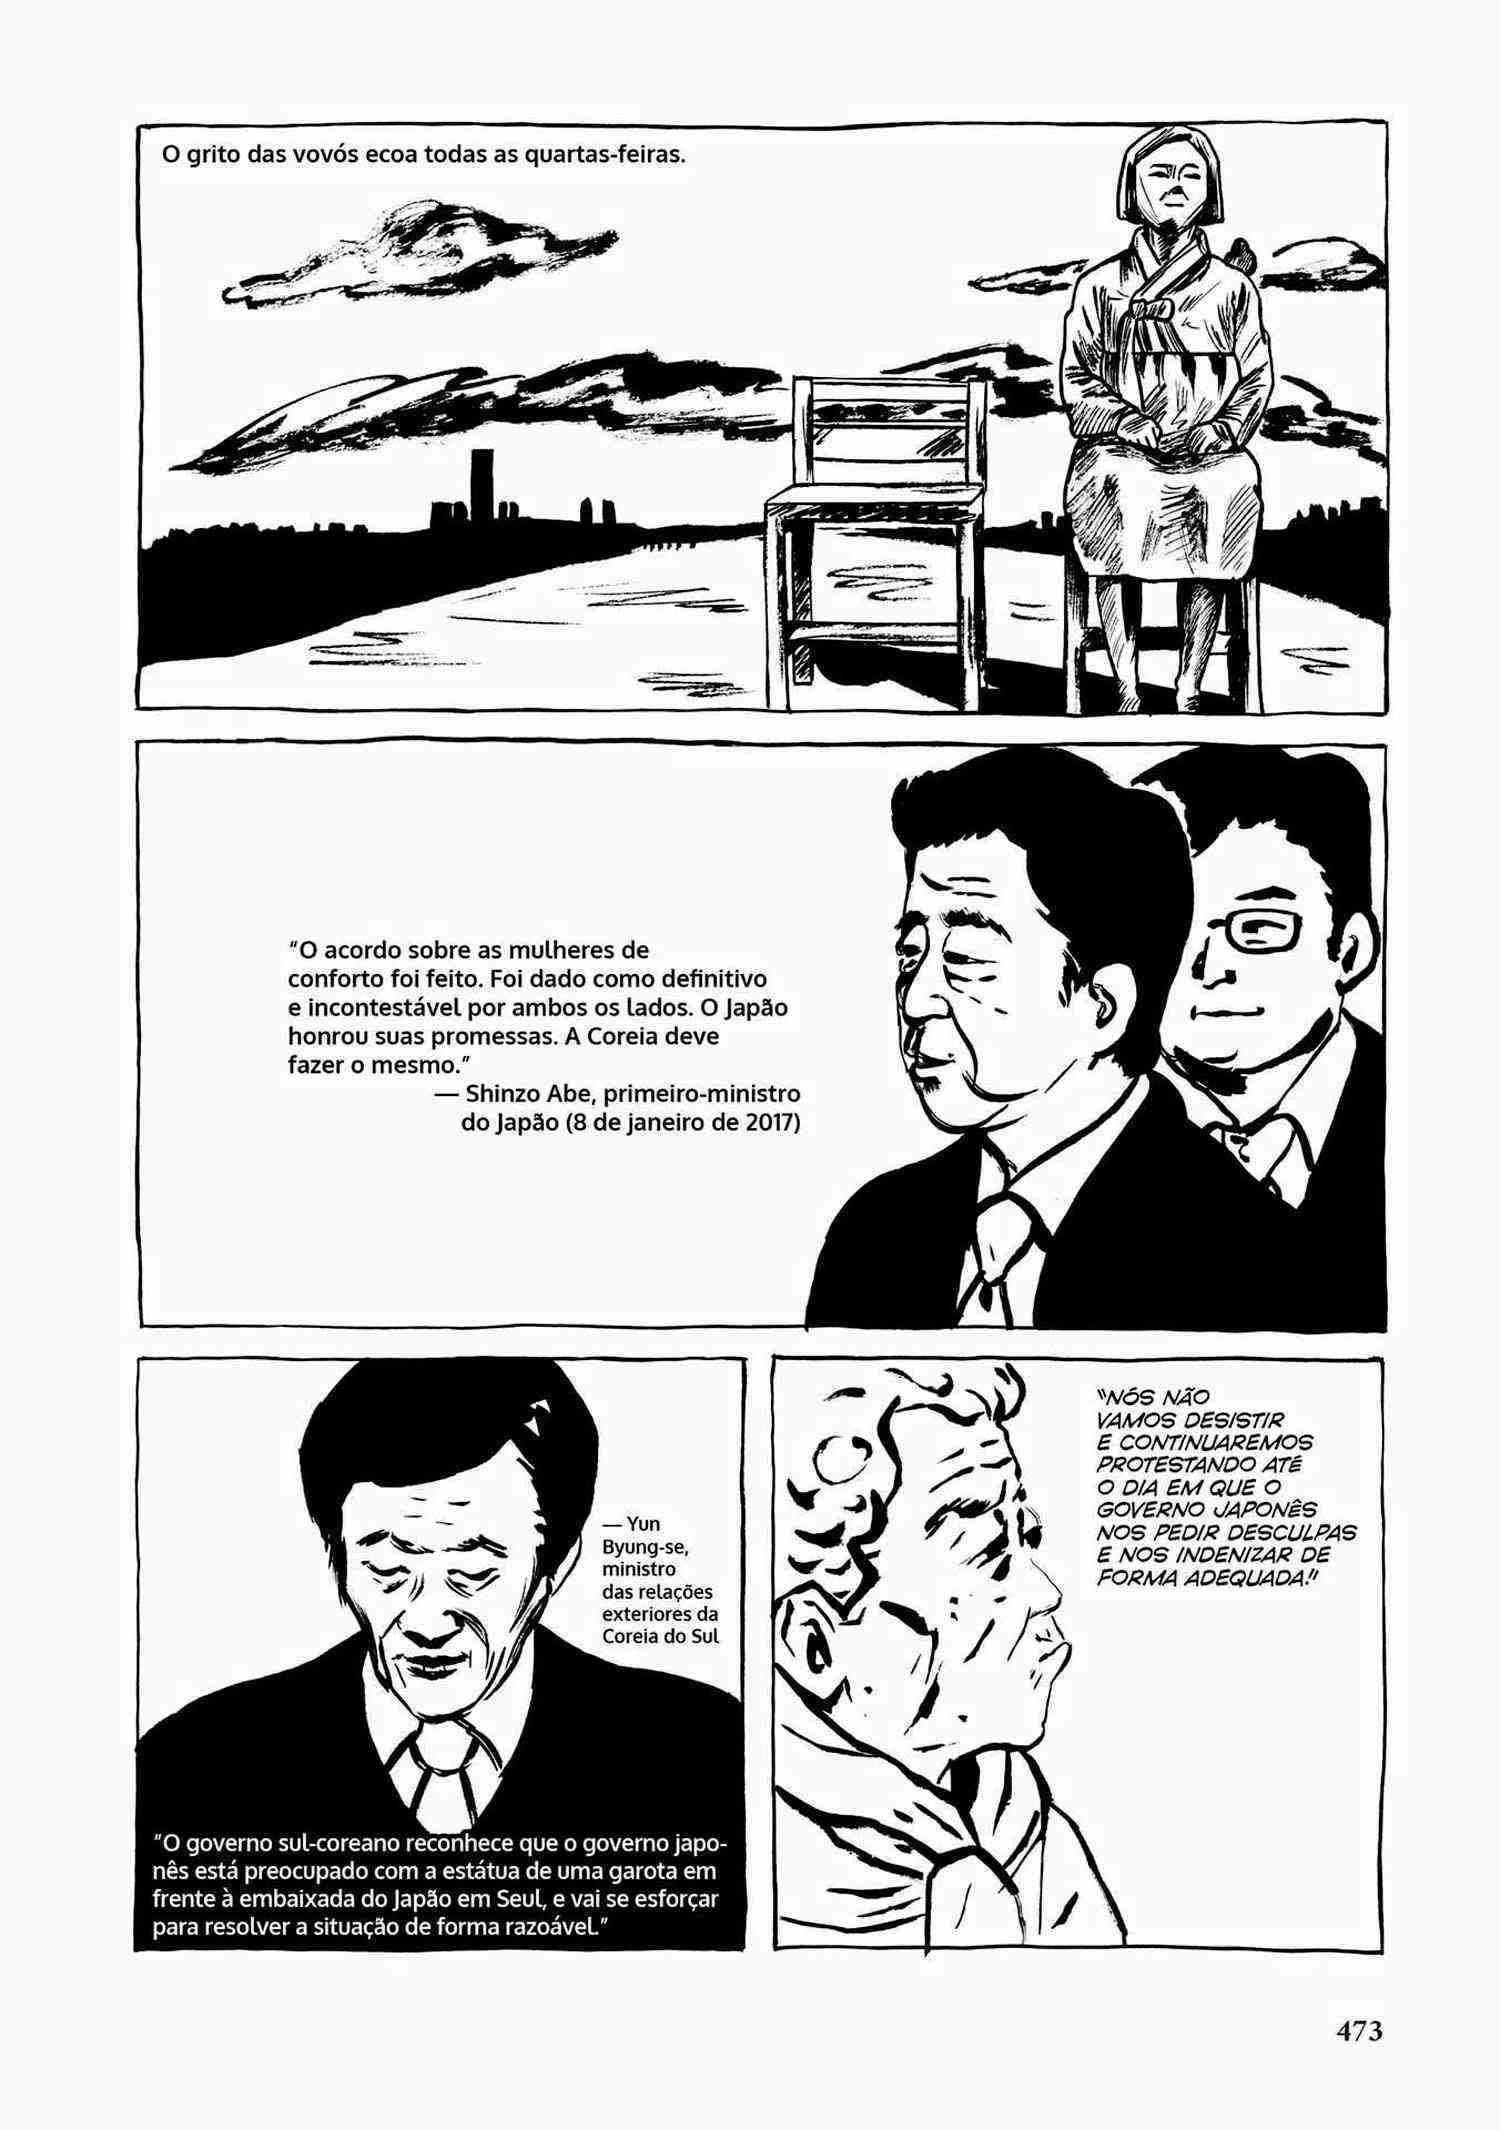 O grito das vovós ecoa todas as quartas-feiras.
“O acordo sobre as mulheres de
conforto foi feito. Foi dado como definitivo
e incontestável por ambos os lados. O Japão
honrou suas promessas. A Coreia deve
fazer o mesmo.”
— Shinzo Abe, primeiro-ministro
do Japão (8 de janeiro de 2017)
— Yun
Byung-se,
ministro
das relações
exteriores da
Coreia do Sul
“O governo sul-coreano reconhece que o governo japo-
nês está preocupado com a estátua de uma garota em
frente à embaixada do Japão em Seul, e vai se esforçar
para resolver a situação de forma razoável.”
“NÓS NÃO
VAMOS DESISTIR
E CONTINUAREMOS
PROTESTANDO ATÉ
O DIA EM QUE O
GOVERNO JAPONÊS
NOS PEDIR DESCULPAS
E NOS INDENIZAR DE
FORMA ADEQUADA.”
473